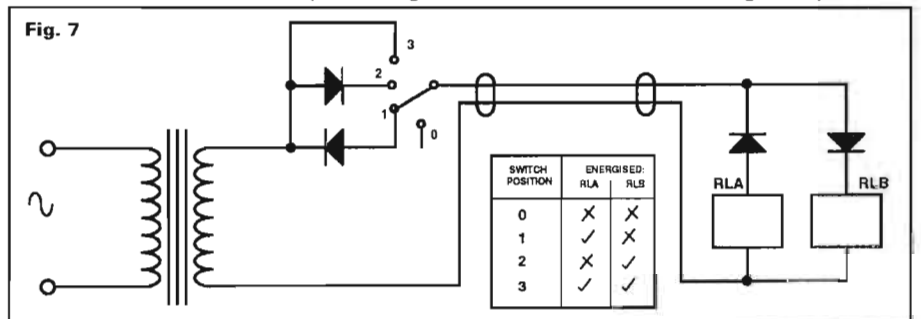 Fig. 7
3
2
1
0
SWITCH POSITION
ENERGISED:
RLA RLB
0 X X
1 ✓ X
2 X ✓
3 ✓ ✓
RLA
RLB